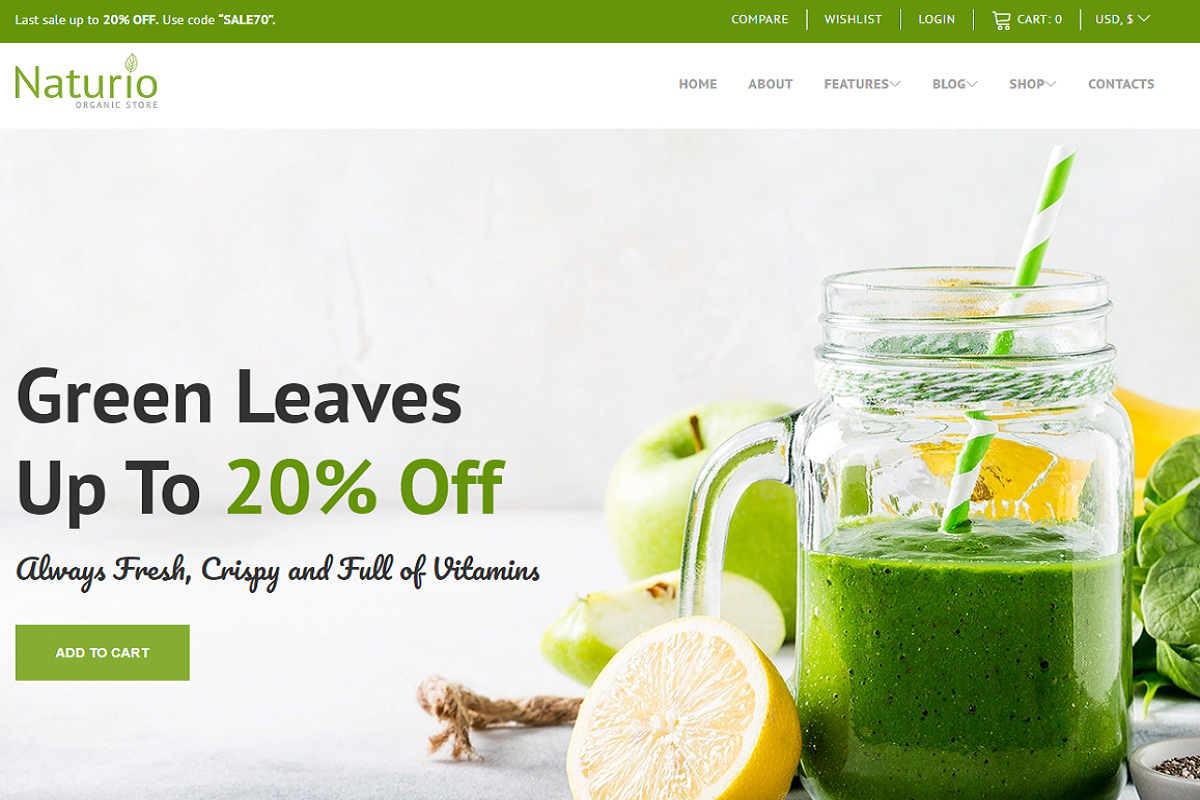 Last sale up to 20% OFF. Use code “SALE70”.
COMPARE WISHLIST LOGIN CART: 0 USD, $
Naturio
ORGANIC STORE
HOME ABOUT FEATURES BLOG SHOP CONTACTS
Green Leaves
Up To 20% Off
Always Fresh, Crispy and Full of Vitamins
ADD TO CART